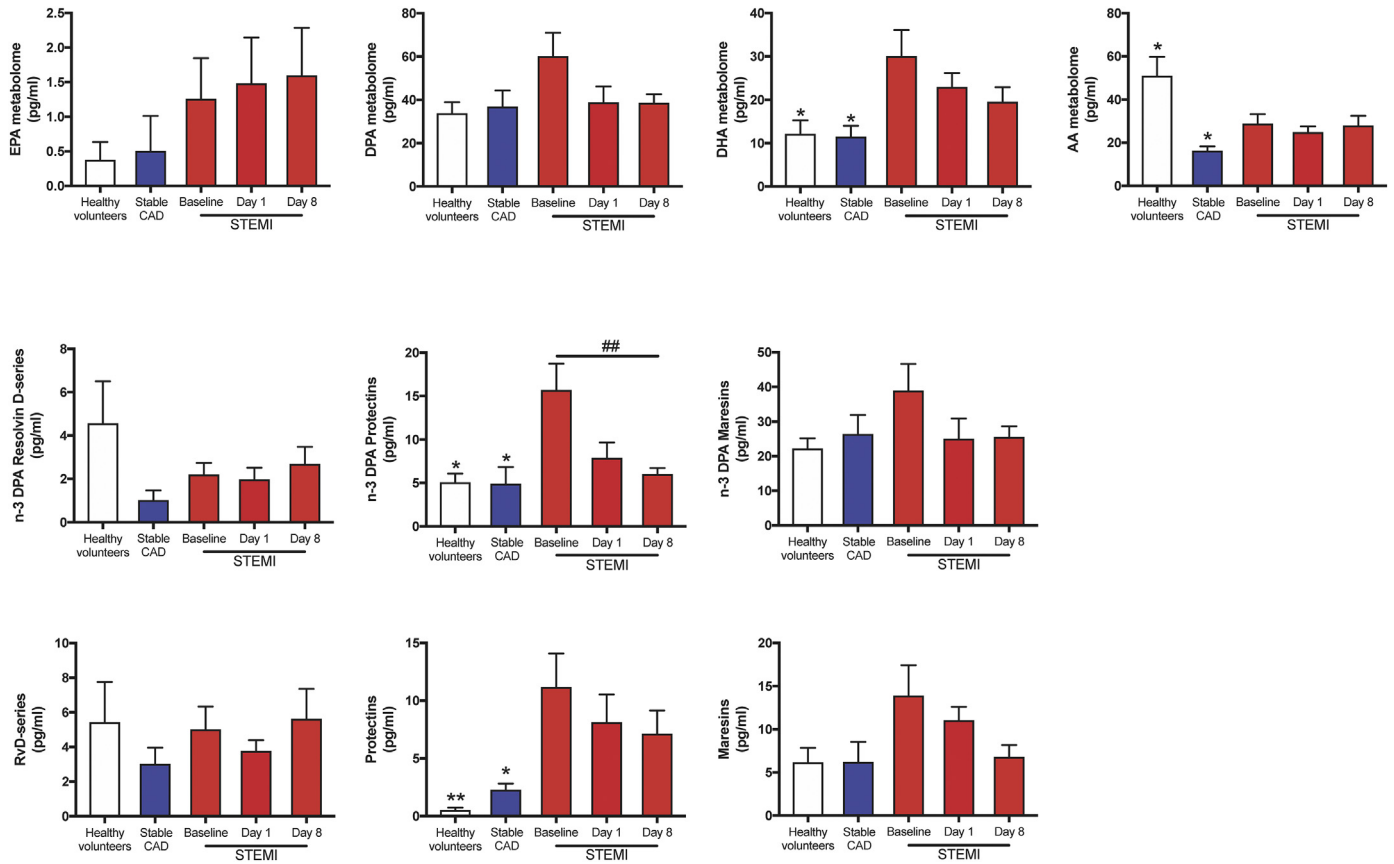 EPA metabolome
(pg/ml)
2.5
2.0
1.5
1.0
0.5
0.0
Healthy
volunteers
Stable
CAD
Baseline
Day 1
Day 8
STEMI
DPA metabolome
(pg/ml)
80
60
40
20
0
Healthy
volunteers
Stable
CAD
Baseline
Day 1
Day 8
STEMI
DHA metabolome
(pg/ml)
40
30
20
10
0
*
*
Healthy
volunteers
Stable
CAD
Baseline
Day 1
Day 8
STEMI
AA metabolome
(pg/ml)
80
60
40
20
0
*
*
Healthy
volunteers
Stable
CAD
Baseline
Day 1
Day 8
STEMI
n-3 DPA Resolvin D-series
(pg/ml)
8
6
4
2
0
Healthy
volunteers
Stable
CAD
Baseline
Day 1
Day 8
STEMI
n-3 DPA Protectins
(pg/ml)
20
15
10
5
0
*
*
##
Healthy
volunteers
Stable
CAD
Baseline
Day 1
Day 8
STEMI
n-3 DPA Maresins
(pg/ml)
50
40
30
20
10
0
Healthy
volunteers
Stable
CAD
Baseline
Day 1
Day 8
STEMI
RvD-series
(pg/ml)
10
8
6
4
2
0
Healthy
volunteers
Stable
CAD
Baseline
Day 1
Day 8
STEMI
Protectins
(pg/ml)
15
10
5
0
**
*
Healthy
volunteers
Stable
CAD
Baseline
Day 1
Day 8
STEMI
Maresins
(pg/ml)
20
15
10
5
0
Healthy
volunteers
Stable
CAD
Baseline
Day 1
Day 8
STEMI